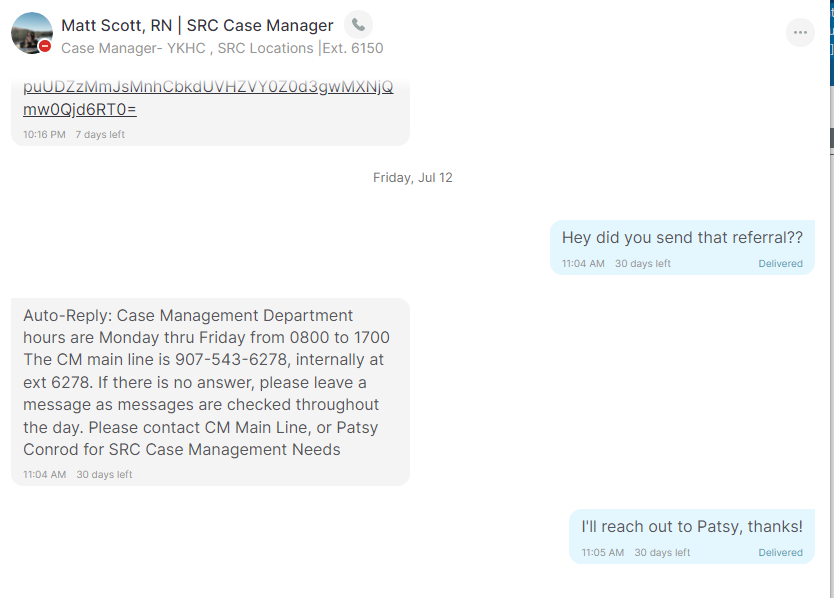 Matt Scott, RN | SRC Case Manager
Case Manager- YKHC , SRC Locations |Ext. 6150
puUDZzMmJsMnhCbkdUVHZVY0Z0d3gwMXNjQ
mw0Qjd6RT0=
10:16 PM 7 days left
Friday, Jul 12
Hey did you send that referral??
11:04 AM 30 days left Delivered
Auto-Reply: Case Management Department
hours are Monday thru Friday from 0800 to 1700
The CM main line is 907-543-6278, internally at
ext 6278. If there is no answer, please leave a
message as messages are checked throughout
the day. Please contact CM Main Line, or Patsy
Conrod for SRC Case Management Needs
11:04 AM 30 days left
I'll reach out to Patsy, thanks!
11:05 AM 30 days left Delivered